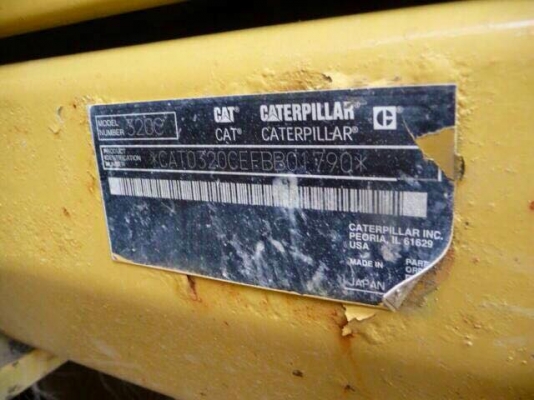 MODEL NUMBER 320C CAT CATERPILLAR C
CAT® CATERPILLAR®
PRODUCT IDENTIFICATION NUMBER *CAT0320CEFBB01790*
CATERPILLAR INC.
PEORIA, IL 61629
USA
MADE IN
JAPAN